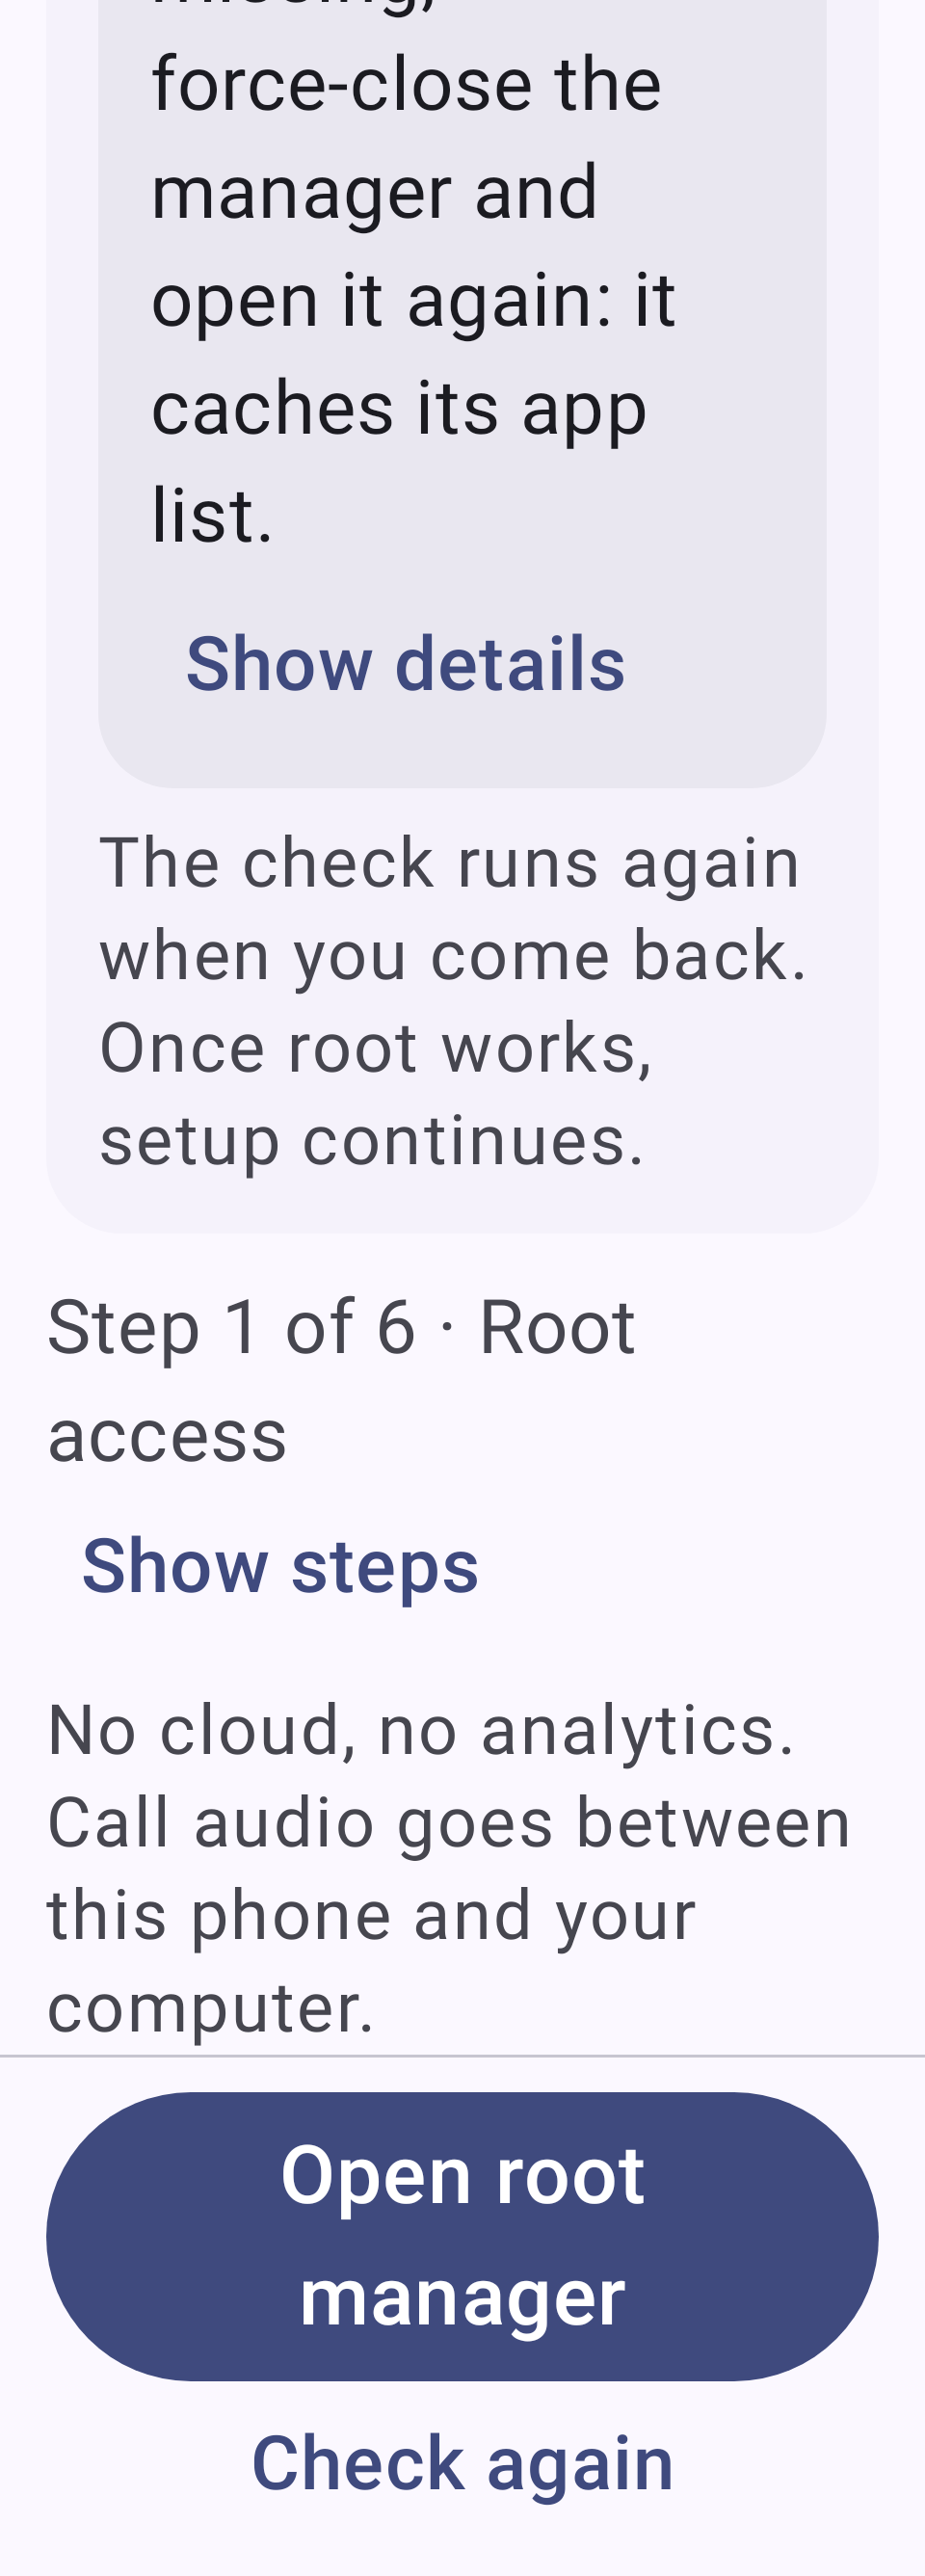 force-close the
manager and
open it again: it
caches its app
list.
Show details
The check runs again
when you come back.
Once root works,
setup continues.
Step 1 of 6 · Root
access
Show steps
No cloud, no analytics.
Call audio goes between
this phone and your
computer.
Open root
manager
Check again